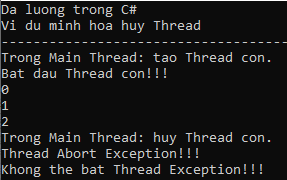 Da luong trong C#
Vi du minh hoa huy Thread
-----------------------------------
Trong Main Thread: tao Thread con.
Bat dau Thread con!!!
0
1
2
Trong Main Thread: huy Thread con.
Thread Abort Exception!!!
Khong the bat Thread Exception!!!